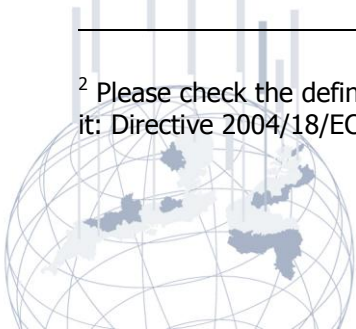 ² Please check the defin
it: Directive 2004/18/EC